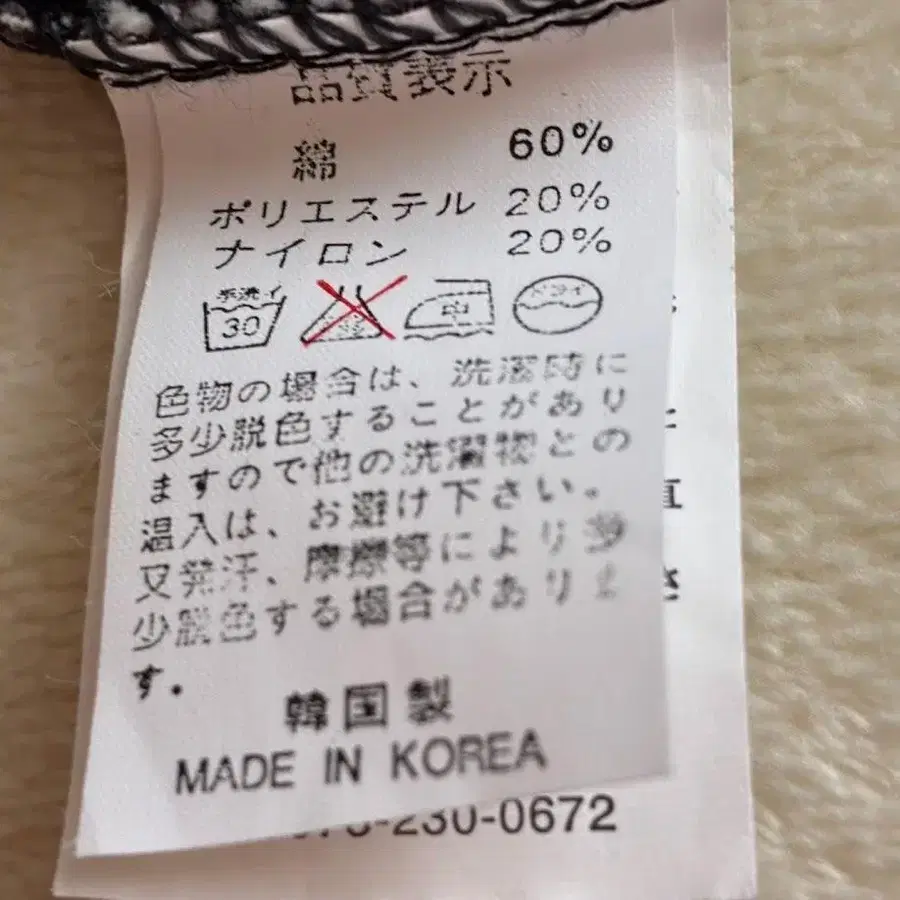 品質表示
綿 60%
ポリエステル 20%
ナイロン 20%
手洗イ 30 中 ドライ
色物の場合は、洗濯時に
多少脱色することがあり
ますので他の洗濯物との
温入は、お避け下さい。
又発汗、摩擦等により多
少脱色する場合がありま
す。
韓国製
MADE IN KOREA
-230-0672